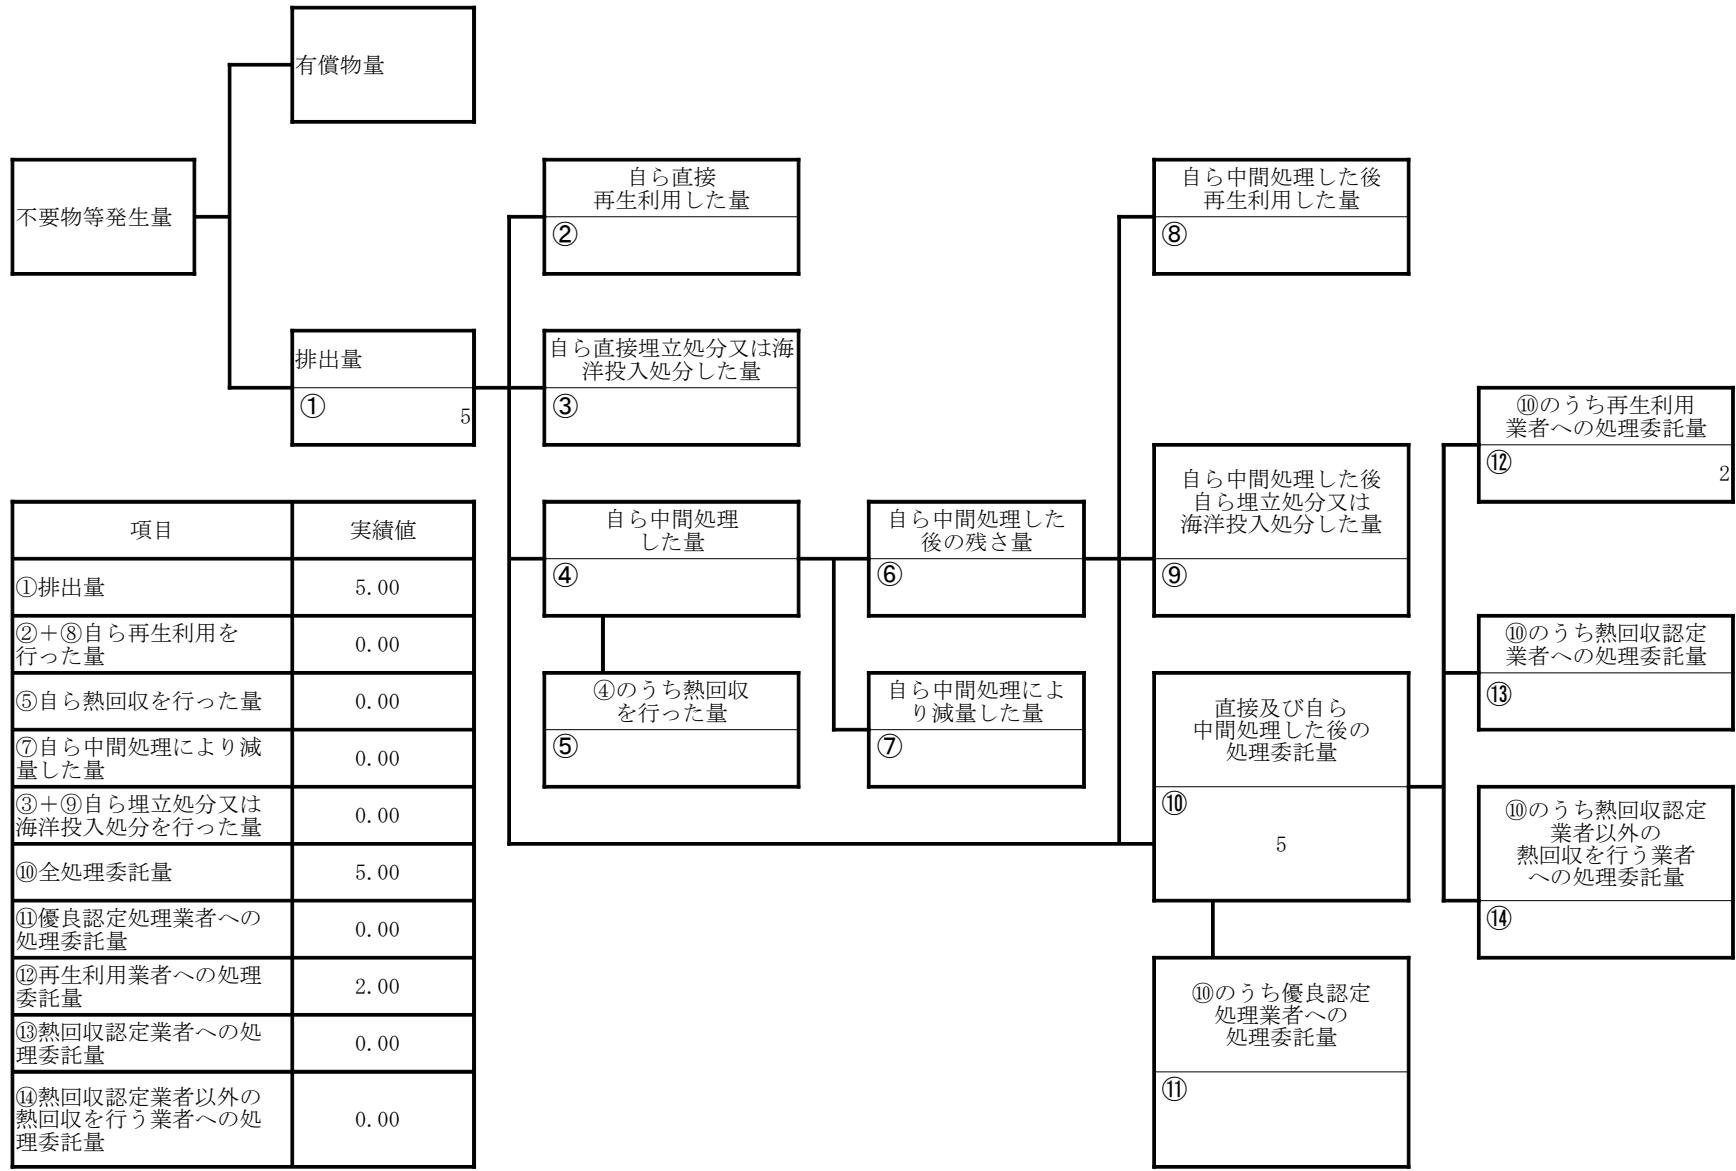 有償物量
不要物等発生量
自ら直接
再生利用した量
②
自ら中間処理した後
再生利用した量
⑧
排出量
①
5
自ら直接埋立処分又は海
洋投入処分した量
③
⑩のうち再生利用
業者への処理委託量
⑫
2
自ら中間処理した後
自ら埋立処分又は
海洋投入処分した量
⑨
自ら中間処理
した量
④
自ら中間処理した
後の残さ量
⑥
⑩のうち熱回収認定
業者への処理委託量
⑬
④のうち熱回収
を行った量
⑤
自ら中間処理によ
り減量した量
⑦
直接及び自ら
中間処理した後の
処理委託量
⑩
5
⑩のうち熱回収認定
業者以外の
熱回収を行う業者
への処理委託量
⑭
⑩のうち優良認定
処理業者への
処理委託量
⑪
項目 実績値
①排出量 5.00
②+⑧自ら再生利用を
行った量 0.00
⑤自ら熱回収を行った量 0.00
⑦自ら中間処理により減
量した量 0.00
③+⑨自ら埋立処分又は
海洋投入処分を行った量 0.00
⑩全処理委託量 5.00
⑪優良認定処理業者への
処理委託量 0.00
⑫再生利用業者への処理
委託量 2.00
⑬熱回収認定業者への処
理委託量 0.00
⑭熱回収認定業者以外の
熱回収を行う業者への処
理委託量 0.00